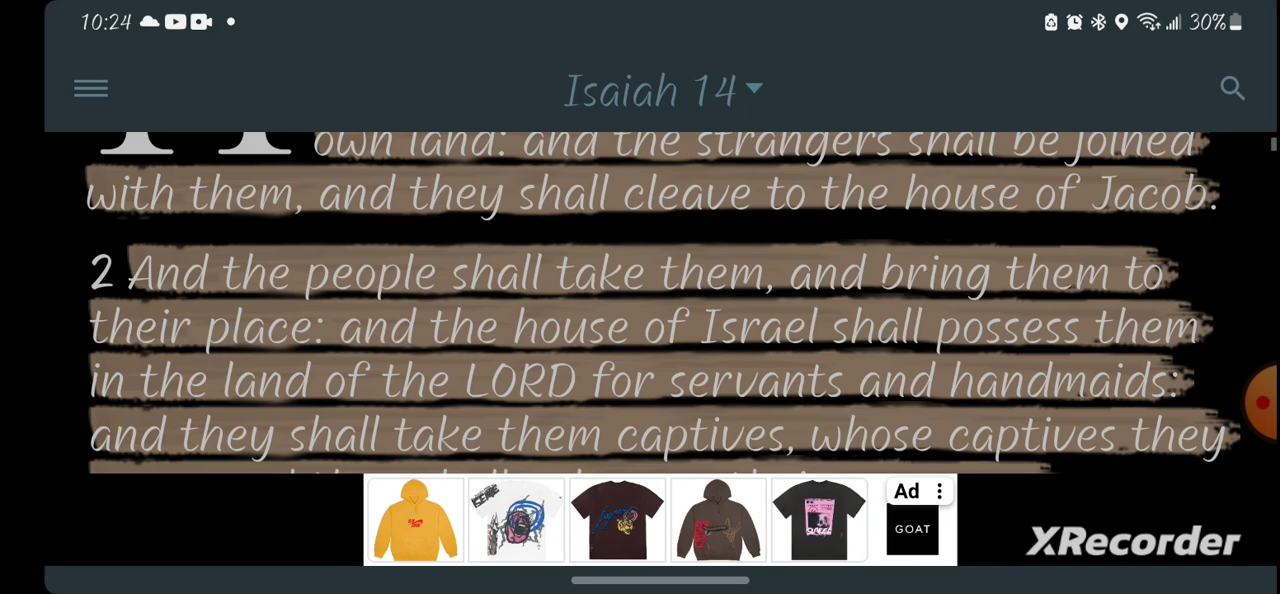 10:24 30%
Isaiah 14
own land: and the strangers shall be joined
with them, and they shall cleave to the house of Jacob.
2 And the people shall take them, and bring them to
their place: and the house of Israel shall possess them
in the land of the LORD for servants and handmaids:
and they shall take them captives, whose captives they
Ad
GOAT
XRecorder